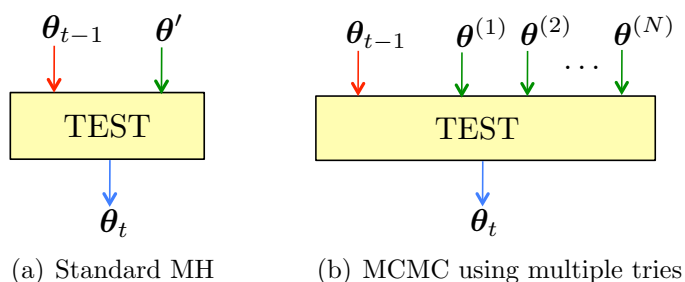 θ_{t−1} θ′
TEST
θ_t
(a) Standard MH
θ_{t−1} θ^{(1)} θ^{(2)} ... θ^{(N)}
TEST
θ_t
(b) MCMC using multiple tries